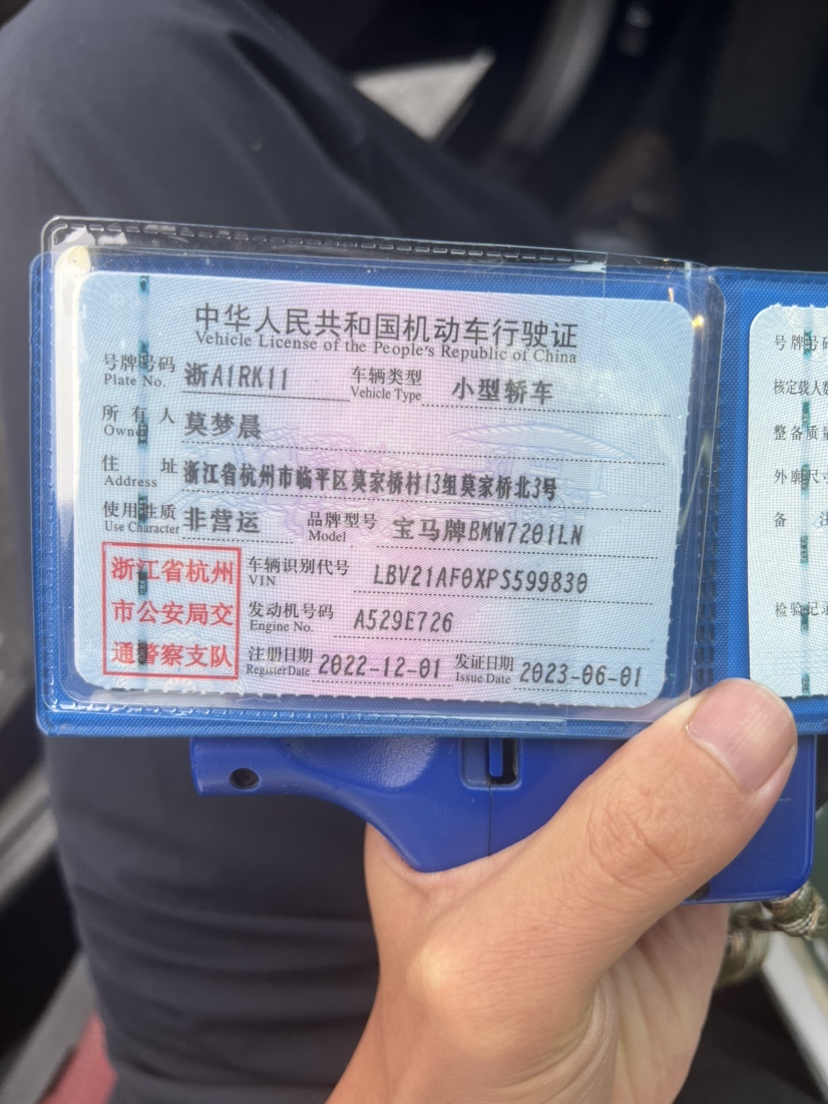 中华人民共和国机动车行驶证
Vehicle License of the People's Republic of China
号牌号码 浙A1RK11 车辆类型 小型轿车
Plate No. Vehicle Type
所有人 莫梦晨
Owner
住址 浙江省杭州市临平区莫家桥村13组莫家桥北3号
Address
使用性质 非营运 品牌型号 宝马牌BMW7201LN
Use Character Model
浙江省杭州 车辆识别代号 LBV21AF0XPS599830
VIN
市公安局交 发动机号码 A529E726
Engine No.
通警察支队 注册日期 2022-12-01 发证日期 2023-06-01
Register Date Issue Date
号牌号码
核定载人数
整备质量
外廓尺寸
备 注
检验记录